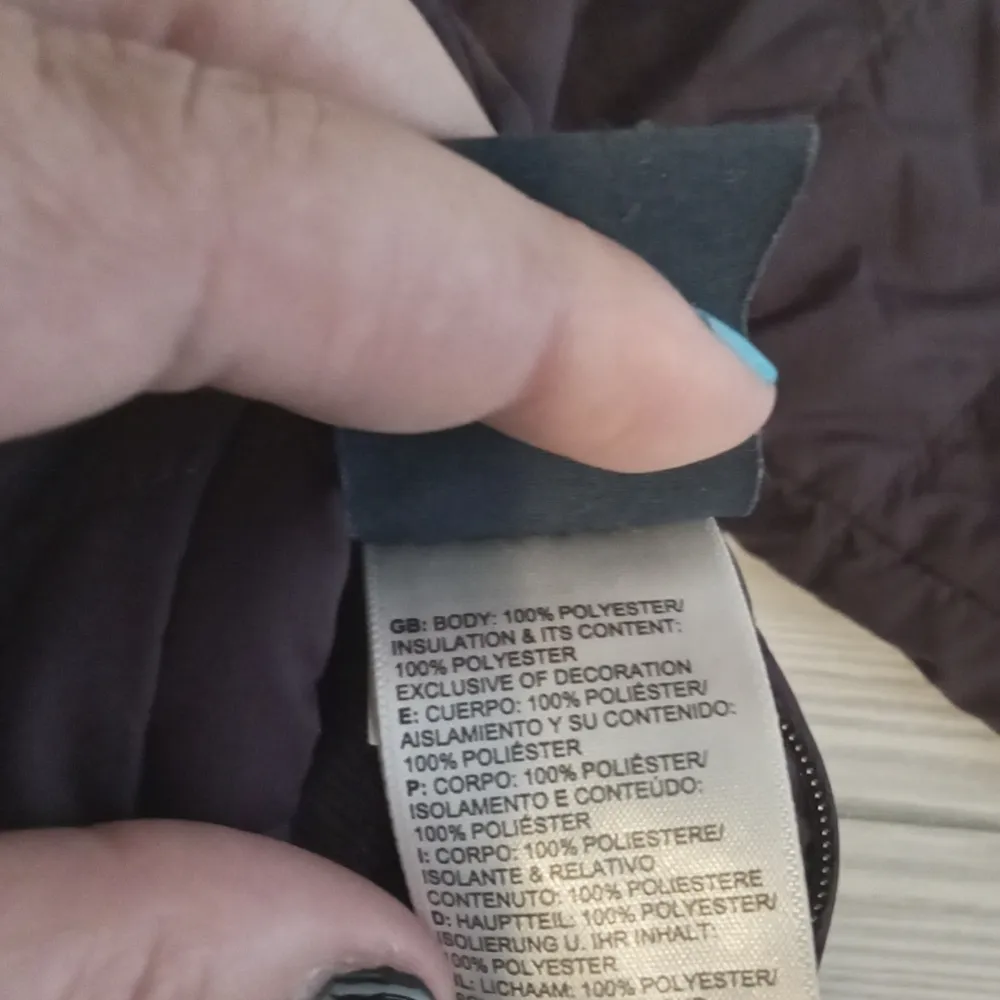 GB: BODY: 100% POLYESTER/
INSULATION & ITS CONTENT:
100% POLYESTER
EXCLUSIVE OF DECORATION
E: CUERPO: 100% POLIÉSTER/
AISLAMIENTO Y SU CONTENIDO:
100% POLIÉSTER
P: CORPO: 100% POLIÉSTER/
ISOLAMENTO E CONTEÚDO:
100% POLIÉSTER
I: CORPO: 100% POLIESTERE/
ISOLANTE & RELATIVO
CONTENUTO: 100% POLIESTERE
D: HAUPTTEIL: 100% POLYESTER/
ISOLIERUNG U. IHR INHALT:
100% POLYESTER
NL: LICHAAM: 100% POLYESTER/